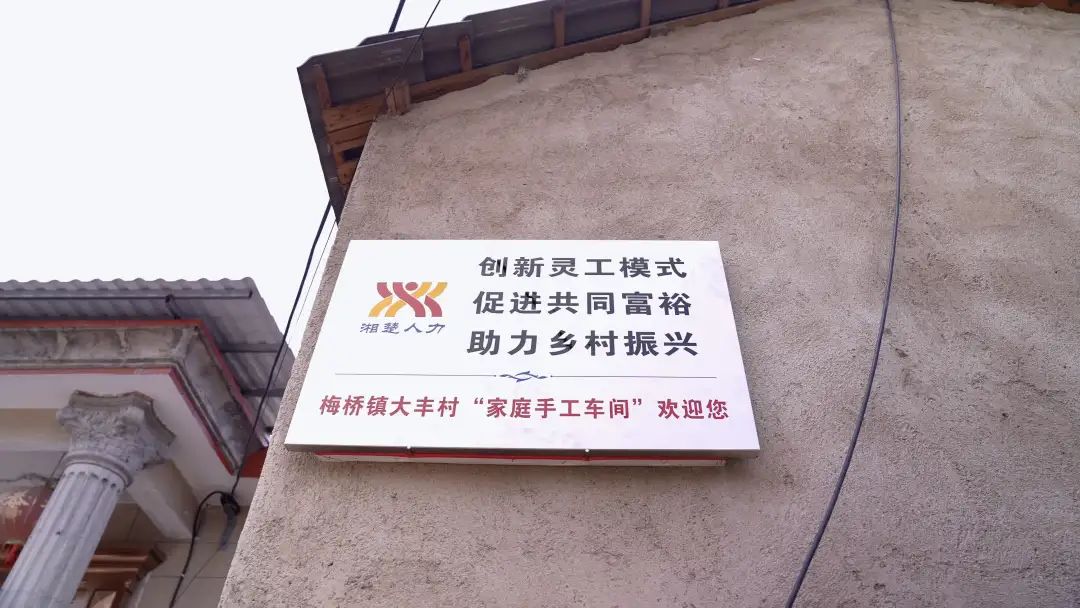 创新灵工模式
促进共同富裕
助力乡村振兴
湘楚人力
梅桥镇大丰村“家庭手工车间”欢迎您